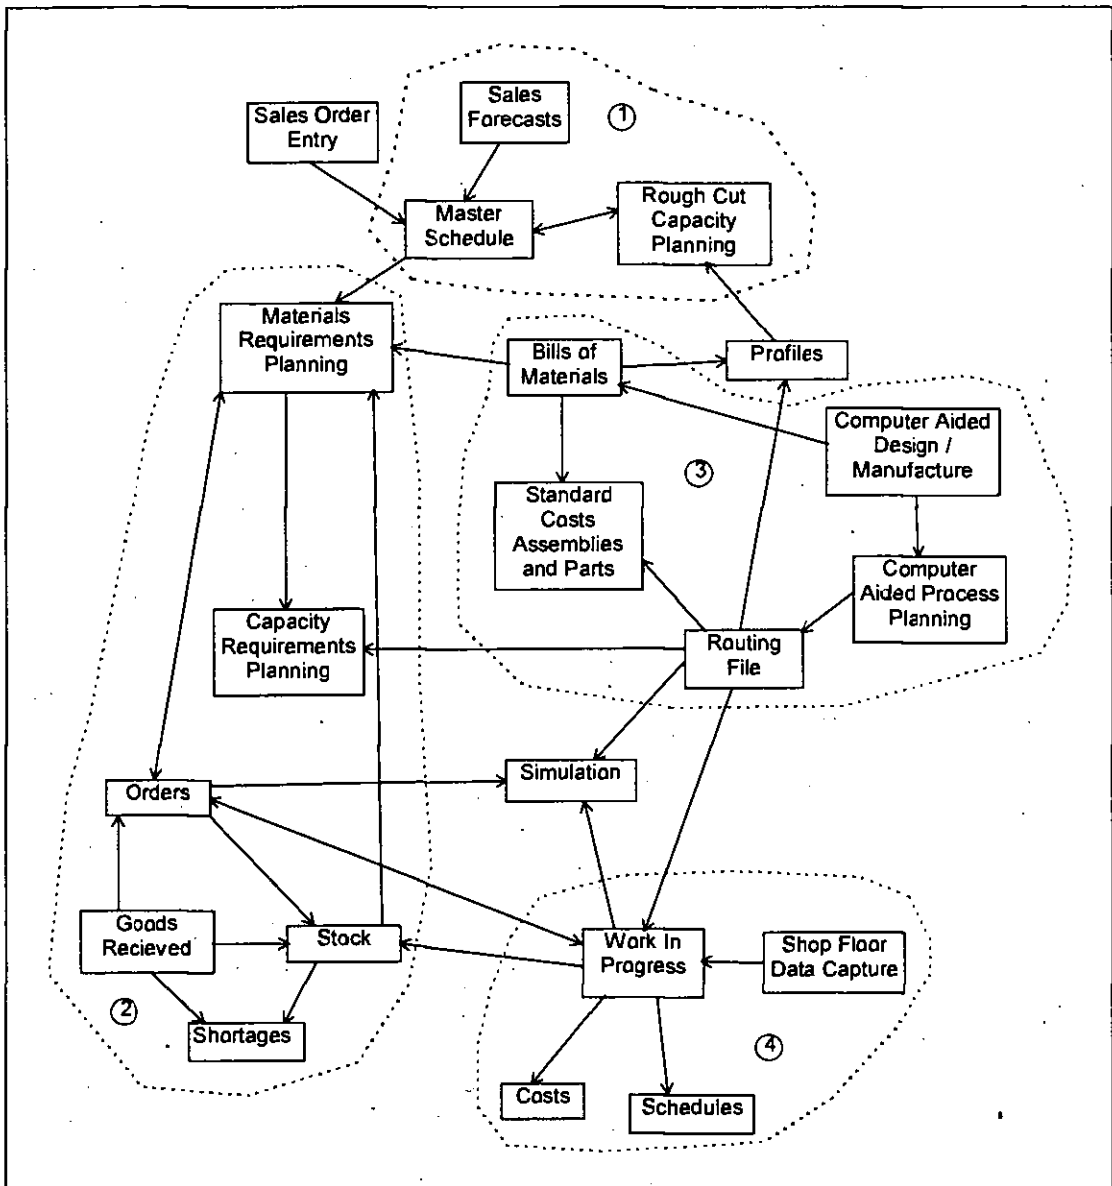 Sales Order
Entry
Sales
Forecasts
1
Master
Schedule
Rough Cut
Capacity
Planning
Materials
Requirements
Planning
Bills of
Materials
Profiles
Computer Aided
Design /
Manufacture
3
Standard
Costs
Assemblies
and Parts
Computer
Aided Process
Planning
Capacity
Requirements
Planning
Routing
File
Simulation
Orders
Goods
Recieved
Stock
Work In
Progress
Shop Floor
Data Capture
2
Shortages
4
Costs
Schedules